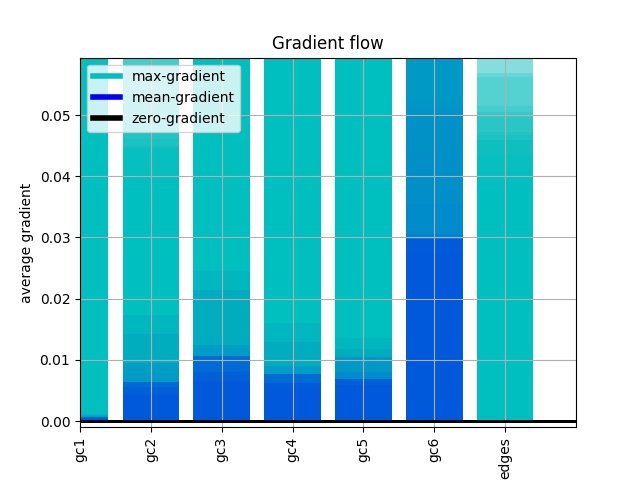 Gradient flow
max-gradient
mean-gradient
zero-gradient
average gradient
0.05
0.04
0.03
0.02
0.01
0.00
gc1
gc2
gc3
gc4
gc5
gc6
edges